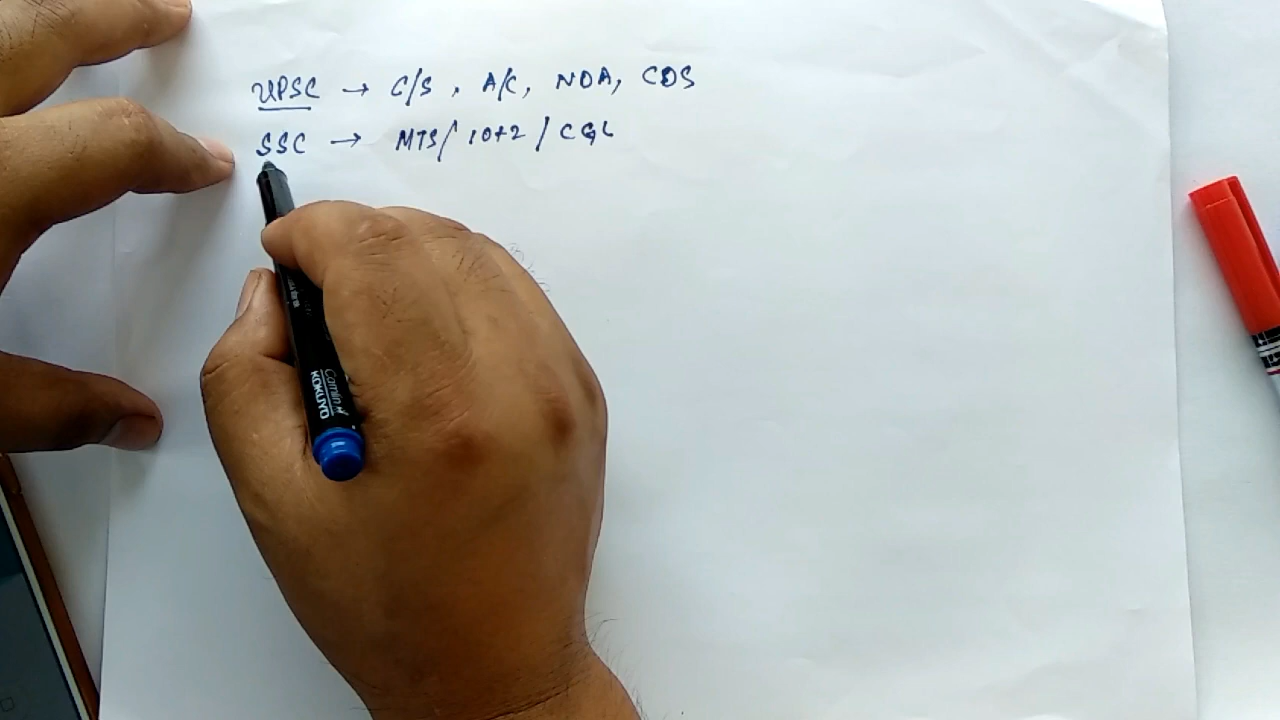 UPSC → C/S, A/C, NDA, CDS
SSC → MTS/ 10+2 / CGL
Camlin
KOKUYO